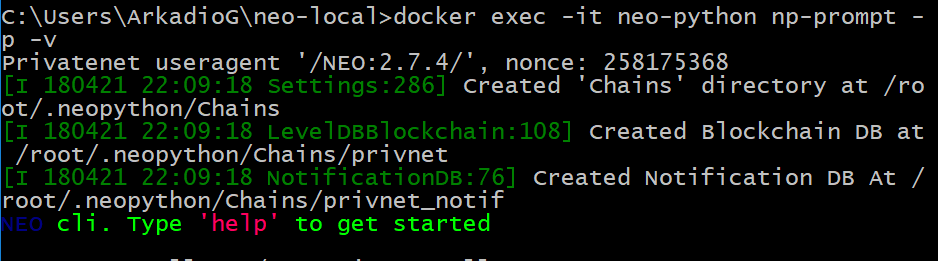 C:\Users\ArkadioG\neo-local>docker exec -it neo-python np-prompt -
p -v
Privatenet useragent '/NEO:2.7.4/', nonce: 258175368
[I 180421 22:09:18 Settings:286] Created 'Chains' directory at /ro
ot/.neopython/Chains
[I 180421 22:09:18 LevelDBBlockchain:108] Created Blockchain DB at
 /root/.neopython/Chains/privnet
[I 180421 22:09:18 NotificationDB:76] Created Notification DB At /
root/.neopython/Chains/privnet_notif
NEO cli. Type 'help' to get started